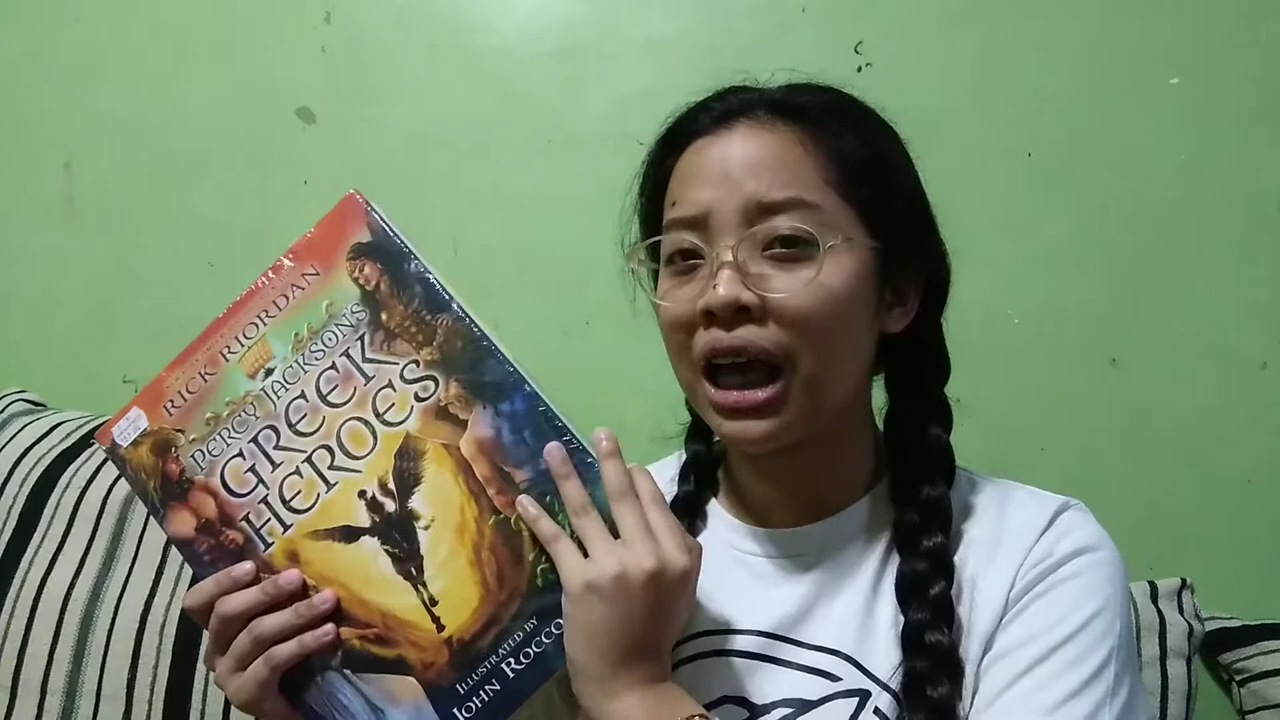 RICK RIORDAN
PERCY JACKSON'S
GREEK
HEROES
ILLUSTRATED BY
JOHN ROCCO